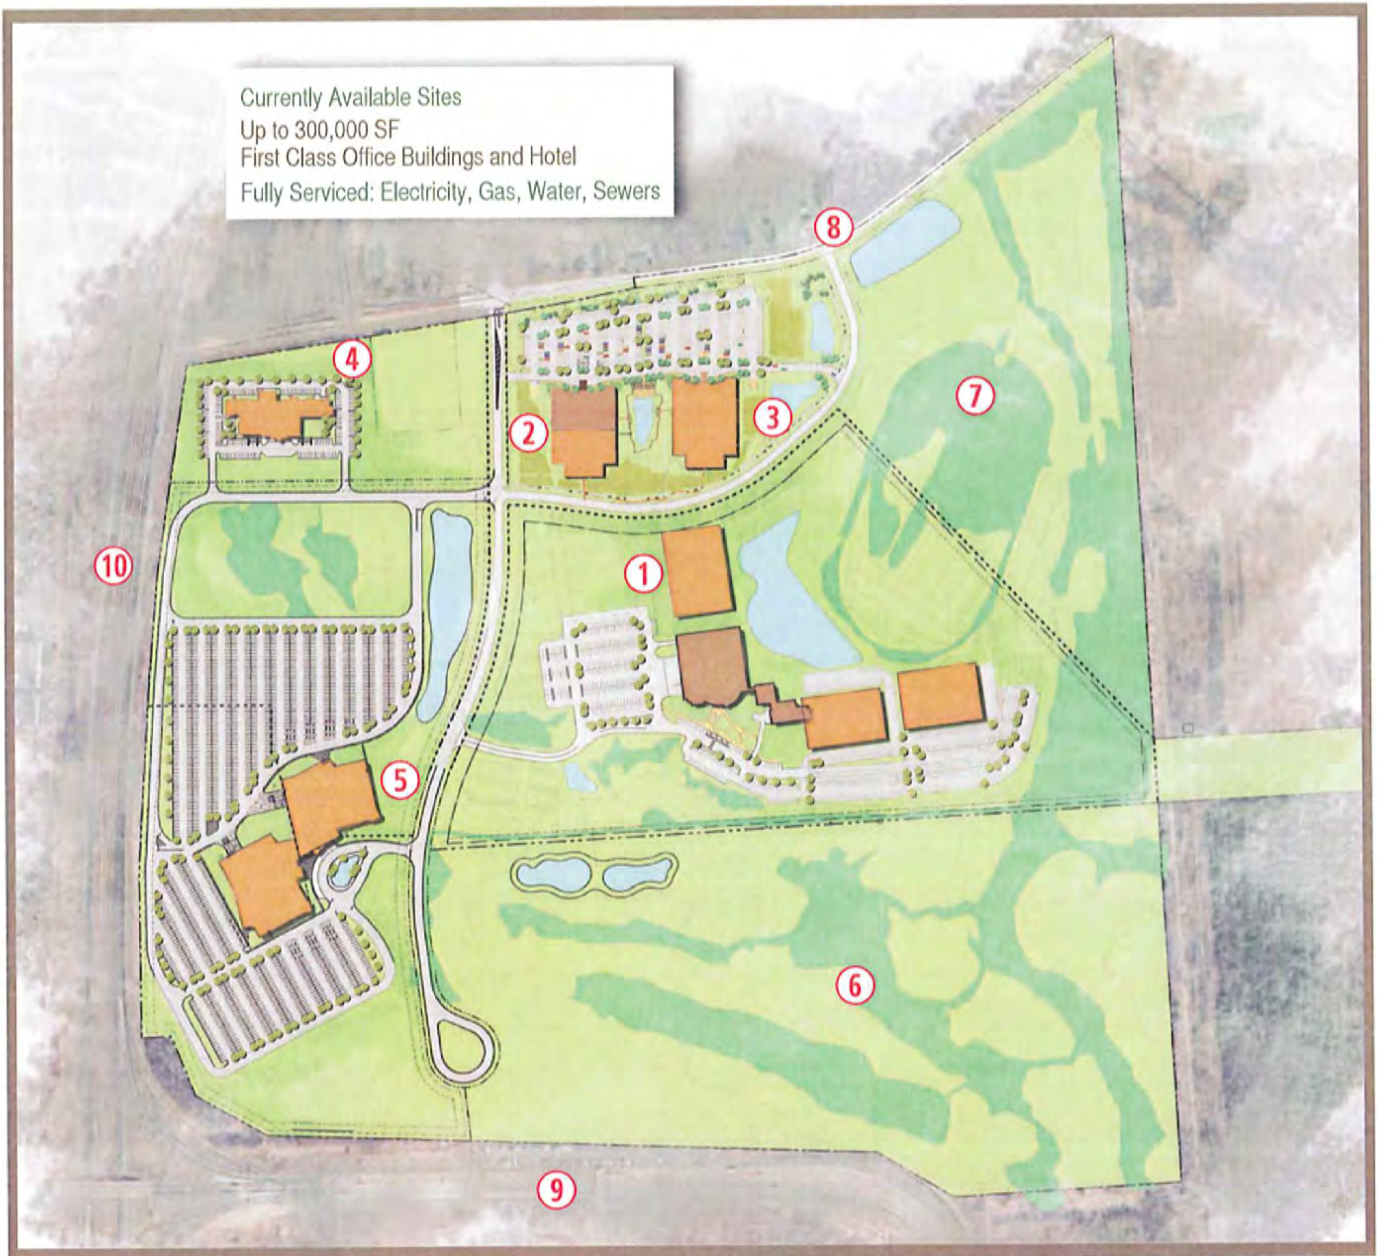 Currently Available Sites
Up to 300,000 SF
First Class Office Buildings and Hotel
Fully Serviced: Electricity, Gas, Water, Sewers
8
4
7
2
3
10
1
5
6
9